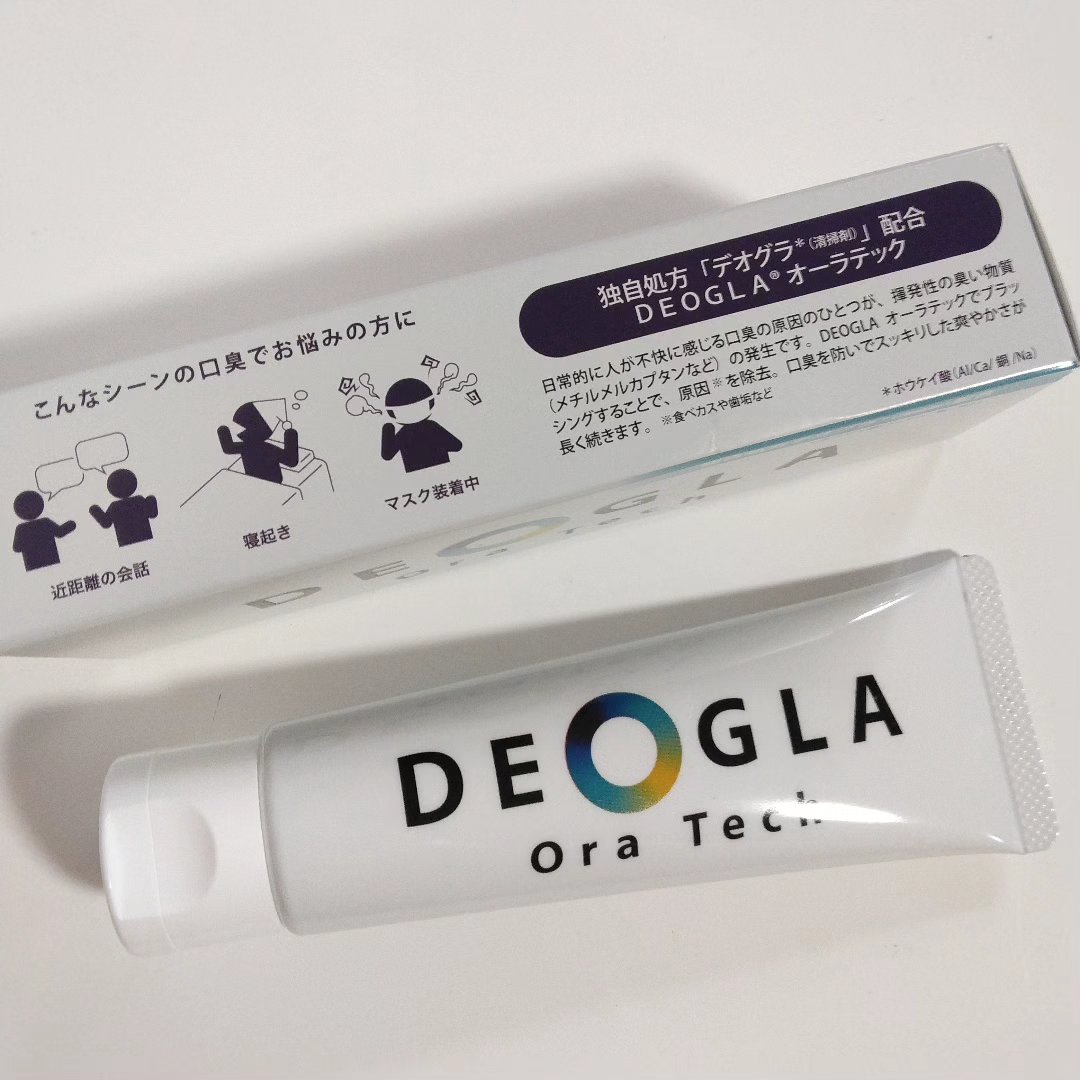 こんなシーンの口臭でお悩みの方に
近距離の会話
寝起き
マスク装着中
独自処方「デオグラ*(清掃剤)」配合
DEOGLA®オーラテック
日常的に人が不快に感じる口臭の原因のひとつが、揮発性の臭い物質
(メチルメルカプタンなど)の発生です。DEOGLA オーラテックでブラッ
シングすることで、原因※を除去。口臭を防いでスッキリした爽やかさが
長く続きます。※食べカスや歯垢など
*ホウケイ酸(Al/Ca/銅/Na)
DEOGLA
Ora Tech
DEOGLA
Ora Tech